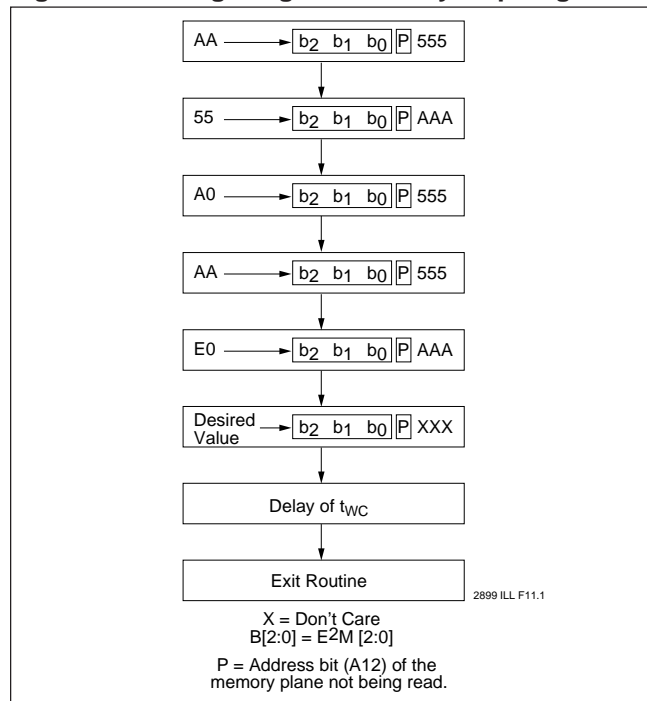 AA b2 b1 b0 P 555
55 b2 b1 b0 P AAA
A0 b2 b1 b0 P 555
AA b2 b1 b0 P 555
E0 b2 b1 b0 P AAA
Desired
Value b2 b1 b0 P XXX
Delay of tWC
Exit Routine
2899 ILL F11.1
X = Don't Care
B[2:0] = E2M [2:0]
P = Address bit (A12) of the
memory plane not being read.